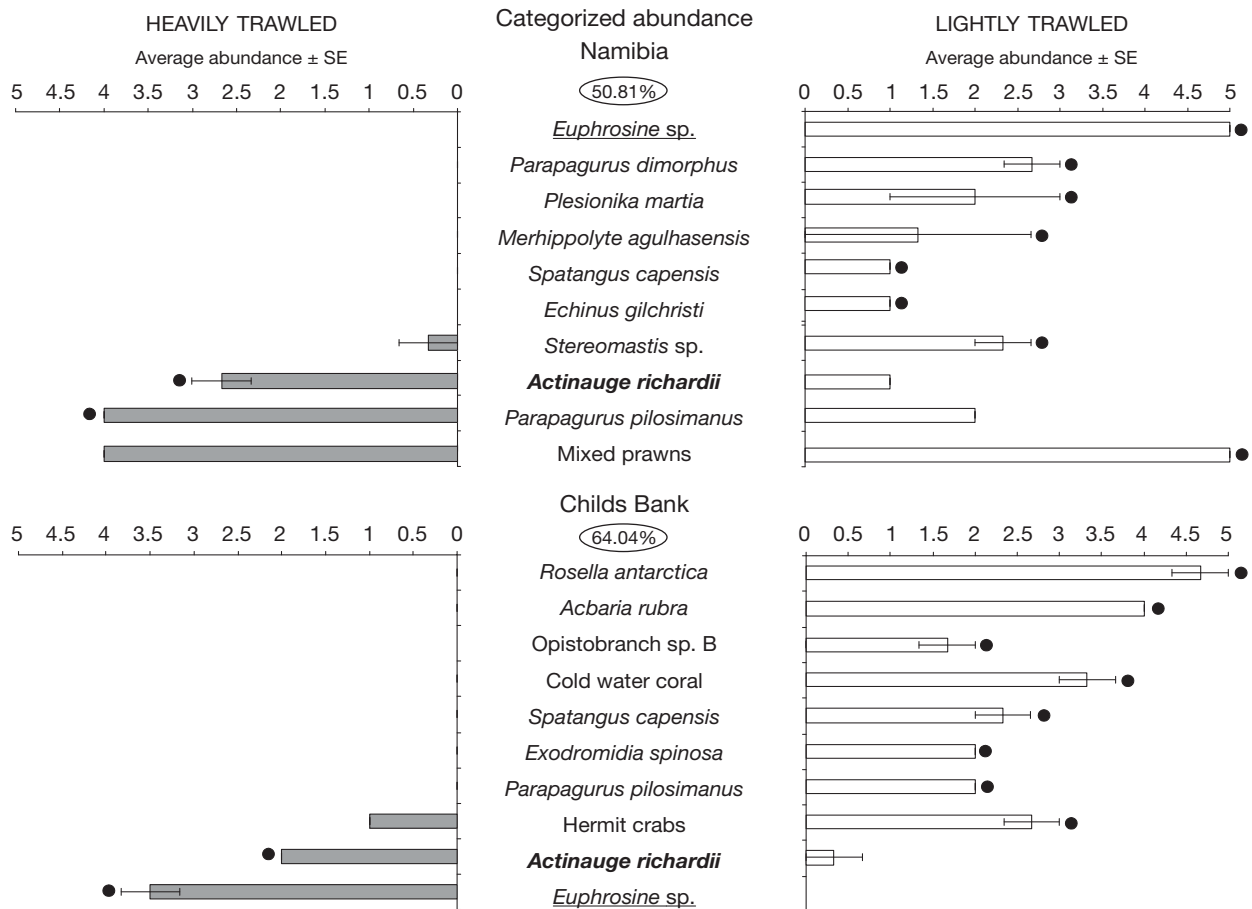 Categorized abundance
HEAVILY TRAWLED
LIGHTLY TRAWLED
Namibia
Average abundance ± SE
Average abundance ± SE
5 4.5 4 3.5 3 2.5 2 1.5 1 0.5 0
50.81%
0 0.5 1 1.5 2 2.5 3 3.5 4 4.5 5
Euphrosine sp.
Parapagurus dimorphus
Plesionika martia
Merhippolyte agulhasensis
Spatangus capensis
Echinus gilchristi
Stereomastis sp.
Actinauge richardii
Parapagurus pilosimanus
Mixed prawns
Childs Bank
5 4.5 4 3.5 3 2.5 2 1.5 1 0.5 0
64.04%
0 0.5 1 1.5 2 2.5 3 3.5 4 4.5 5
Rosella antarctica
Acbaria rubra
Opistobranch sp. B
Cold water coral
Spatangus capensis
Exodromidia spinosa
Parapagurus pilosimanus
Hermit crabs
Actinauge richardii
Euphrosine sp.